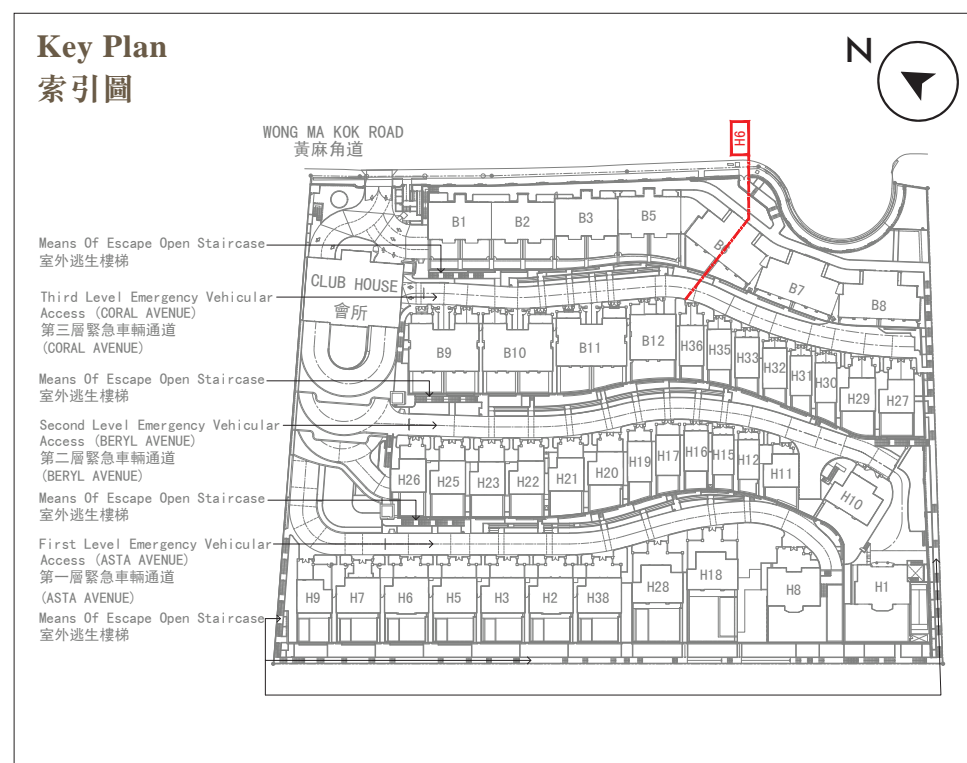 Key Plan
索引圖
N
WONG MA KOK ROAD
黃麻角道
H6
B1 B2 B3 B5
B7
B8
CLUB HOUSE
會所
Means Of Escape Open Staircase
室外逃生樓梯
Third Level Emergency Vehicular
Access (CORAL AVENUE)
第三層緊急車輛通道
(CORAL AVENUE)
B9 B10 B11 B12 H36 H35 H33 H32 H31 H30 H29 H27
Means Of Escape Open Staircase
室外逃生樓梯
Second Level Emergency Vehicular
Access (BERYL AVENUE)
第二層緊急車輛通道
(BERYL AVENUE)
H26 H25 H23 H22 H21 H20 H19 H17 H16 H15 H12 H11 H10
Means Of Escape Open Staircase
室外逃生樓梯
First Level Emergency Vehicular
Access (ASTA AVENUE)
第一層緊急車輛通道
(ASTA AVENUE)
H9 H7 H6 H5 H3 H2 H38 H28 H18 H8 H1
Means Of Escape Open Staircase
室外逃生樓梯